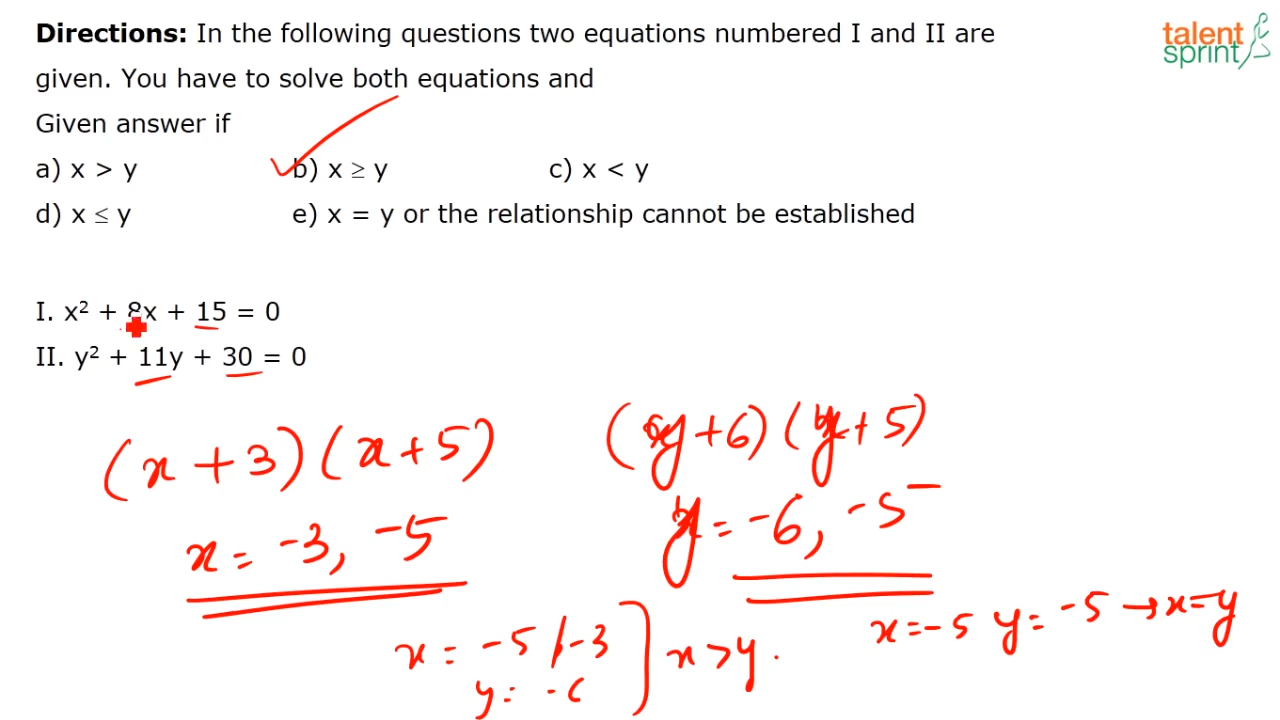 Directions: In the following questions two equations numbered I and II are
talent
sprint
given. You have to solve both equations and
Given answer if
a) x > y b) x ≥ y c) x < y
d) x ≤ y e) x = y or the relationship cannot be established
I. x² + 8x + 15 = 0
II. y² + 11y + 30 = 0
(x + 3) (x + 5) (y + 6) (y + 5)
x = -3, -5 y = -6, -5
x = -5 / -3 ] x > y . x = -5 y = -5 → x = y
y = -6